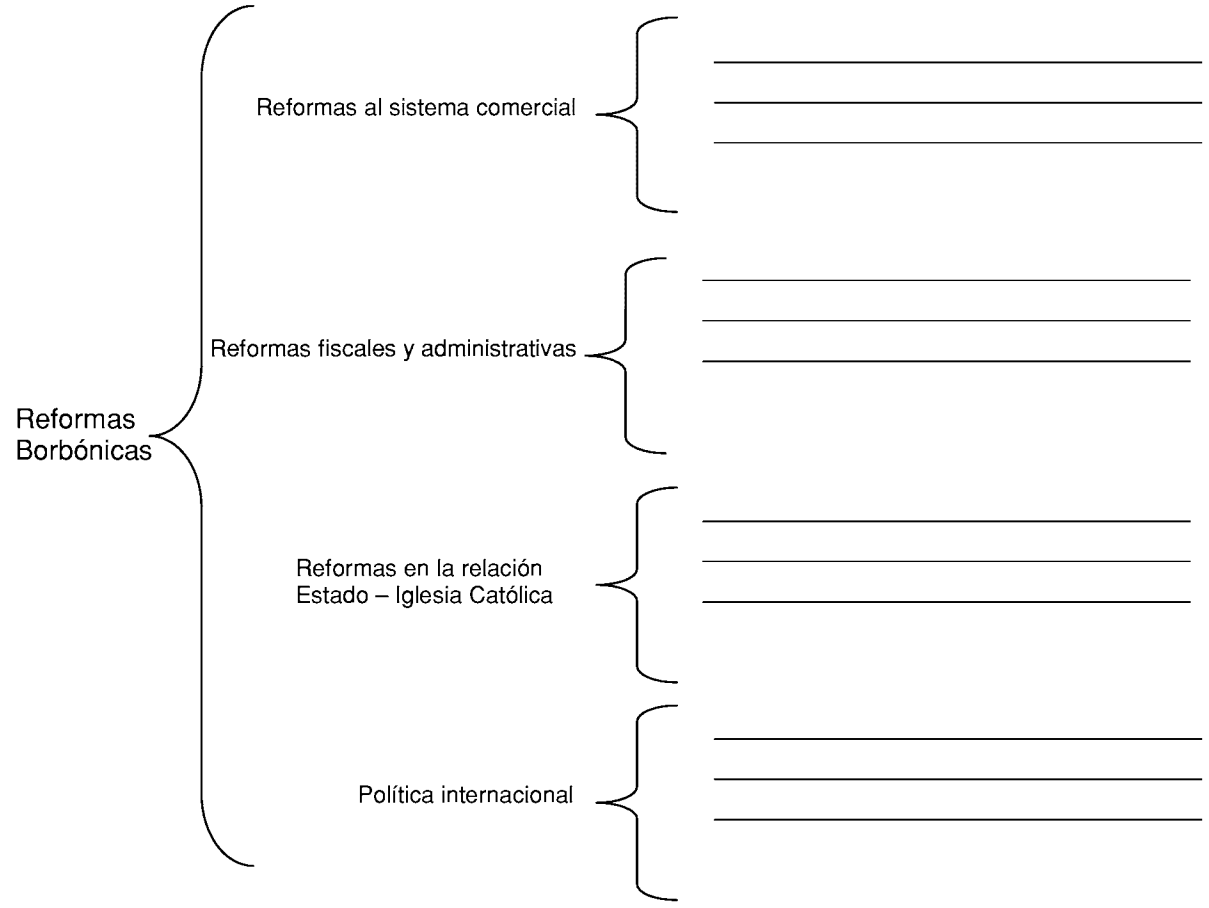 Reformas al sistema comercial
Reformas fiscales y administrativas
Reformas
Borbónicas
Reformas en la relación
Estado – Iglesia Católica
Política internacional